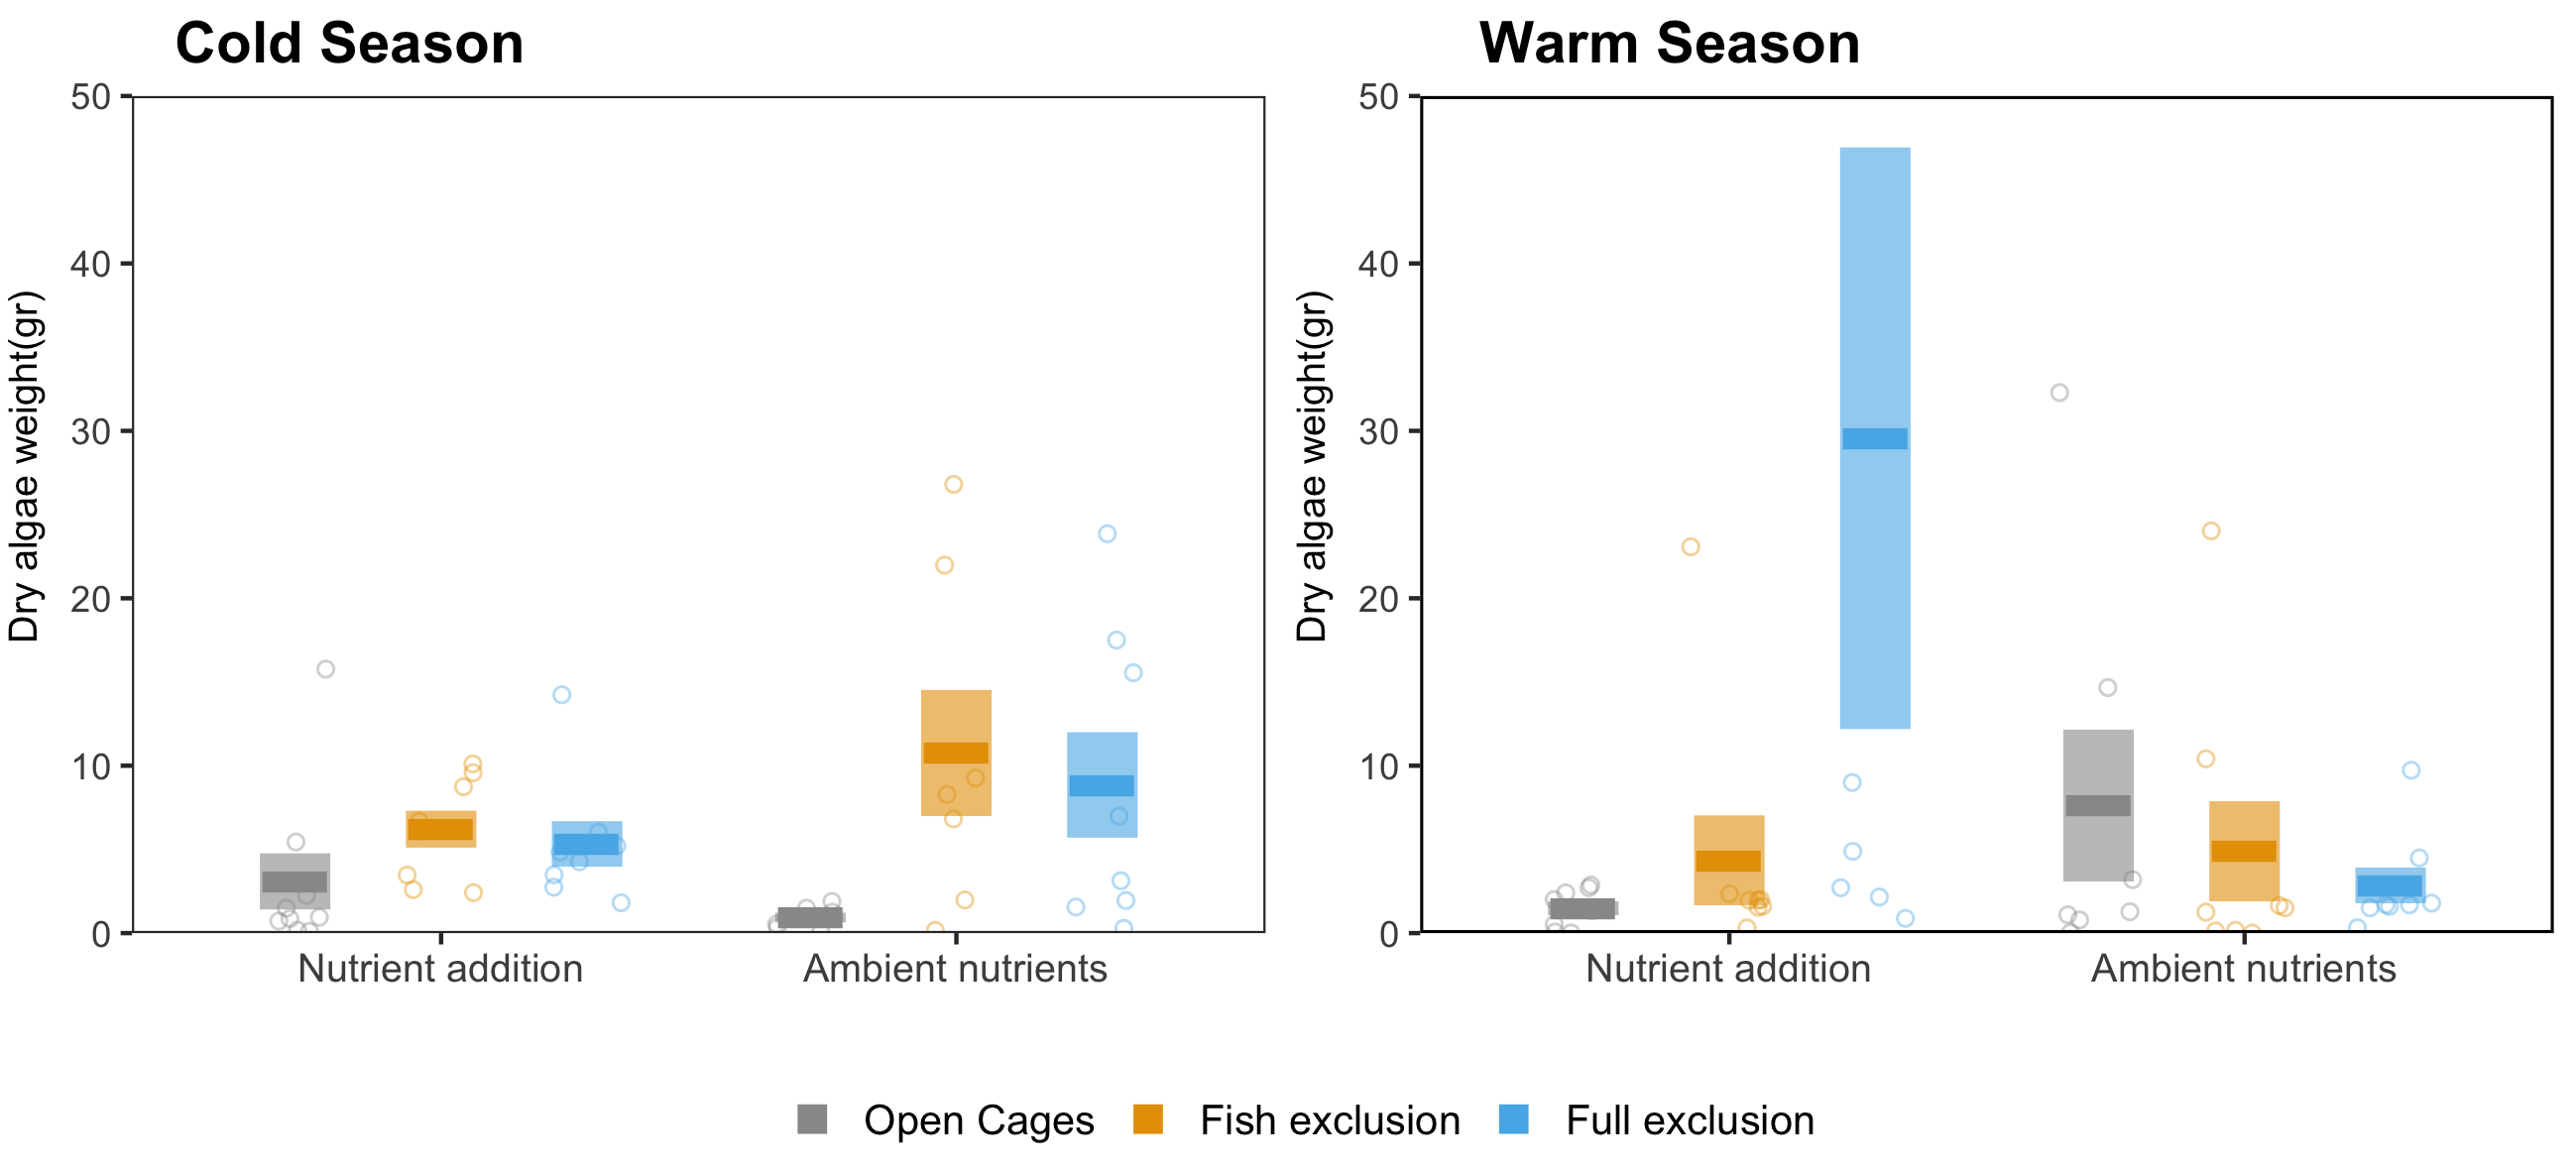 Cold Season
Warm Season
Dry algae weight(gr)
50
40
30
20
10
0
Nutrient addition
Ambient nutrients
Dry algae weight(gr)
50
40
30
20
10
0
Nutrient addition
Ambient nutrients
Open Cages
Fish exclusion
Full exclusion